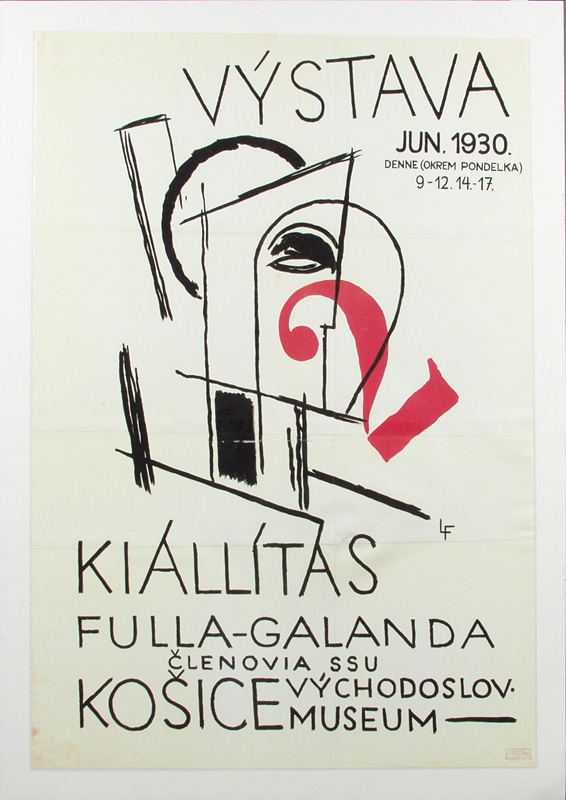 VÝSTAVA
JUN. 1930.
DENNE (OKREM PONDELKA)
9-12. 14.-17.
2
LF
KIÁLLÍTÁS
FULLA-GALANDA
ČLENOVIA SSU
KOŠICE VÝCHODOSLOV.
MUSEUM